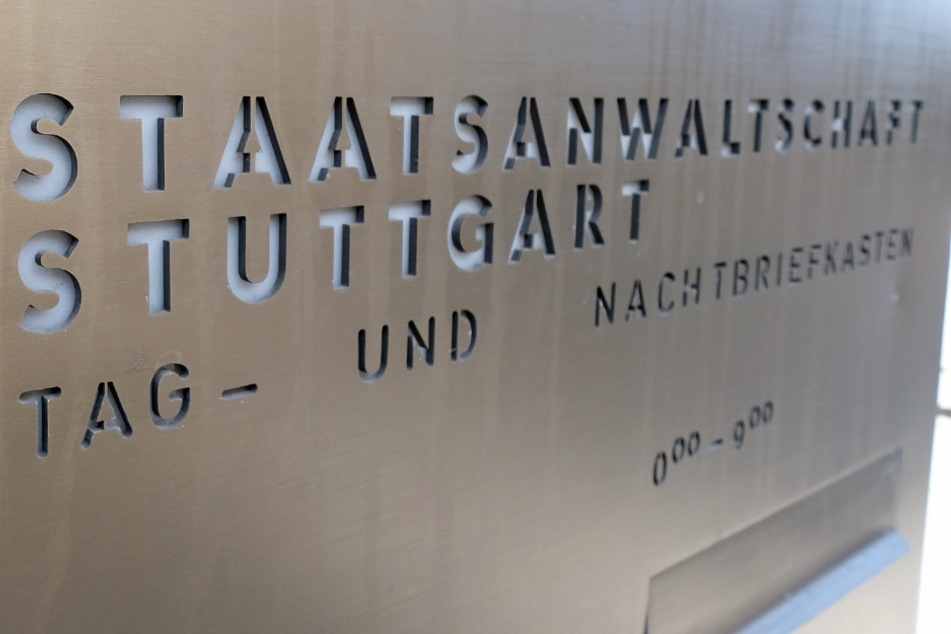 STAATSANWALTSCHAFT
STUTTGART
TAG- UND NACHTBRIEFKASTEN
0⁰⁰ - 9⁰⁰